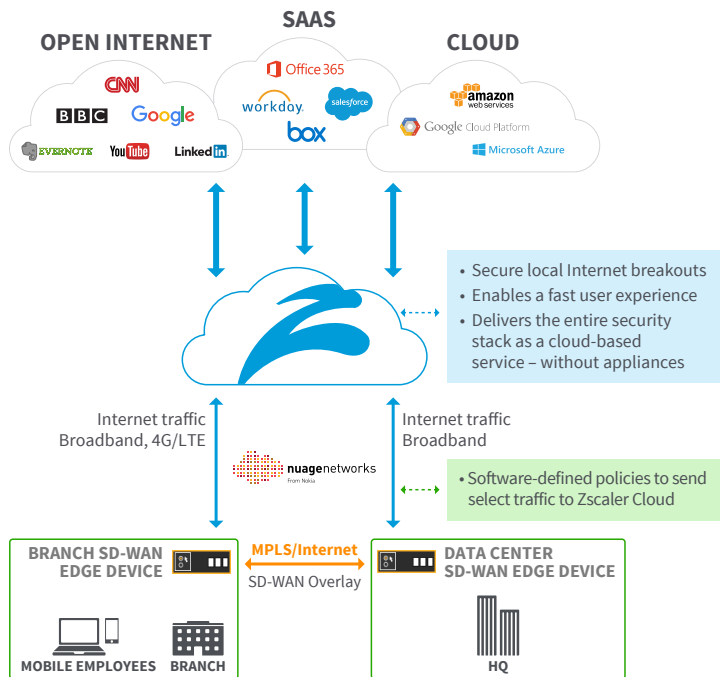 SAAS
OPEN INTERNET
CLOUD
CNN
BBC
Google
EVERNOTE
YouTube
LinkedIn
Office 365
workday
salesforce
box
amazon
web services
Google Cloud Platform
Microsoft Azure
• Secure local Internet breakouts
• Enables a fast user experience
• Delivers the entire security
stack as a cloud-based
service – without appliances
Internet traffic
Broadband, 4G/LTE
nuagenetworks
From Nokia
Internet traffic
Broadband
• Software-defined policies to send
select traffic to Zscaler Cloud
BRANCH SD-WAN
EDGE DEVICE
MPLS/Internet
SD-WAN Overlay
DATA CENTER
SD-WAN EDGE DEVICE
MOBILE EMPLOYEES
BRANCH
HQ